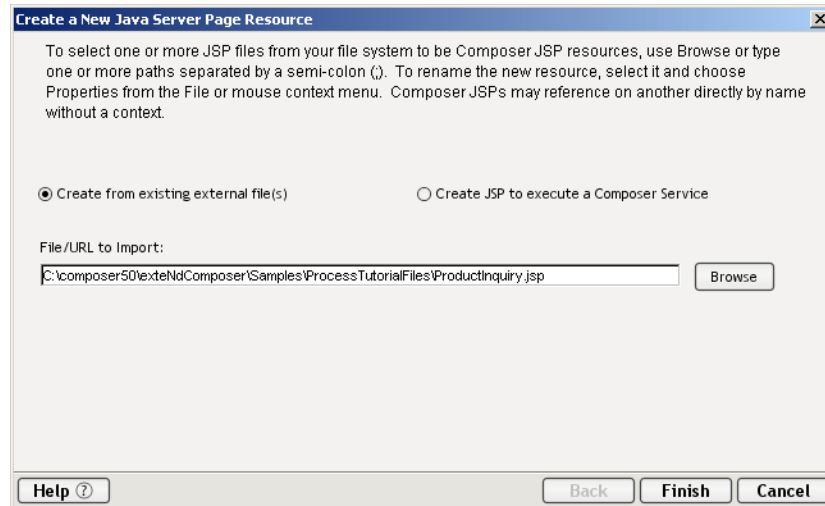 Create a New Java Server Page Resource
To select one or more JSP files from your file system to be Composer JSP resources, use Browse or type
one or more paths separated by a semi-colon (;). To rename the new resource, select it and choose
Properties from the File or mouse context menu. Composer JSPs may reference on another directly by name
without a context.
Create from existing external file(s) Create JSP to execute a Composer Service
File/URL to Import:
C:\composer50\exteNdComposer\Samples\ProcessTutorialFiles\ProductInquiry.jsp Browse
Help ? Back Finish Cancel